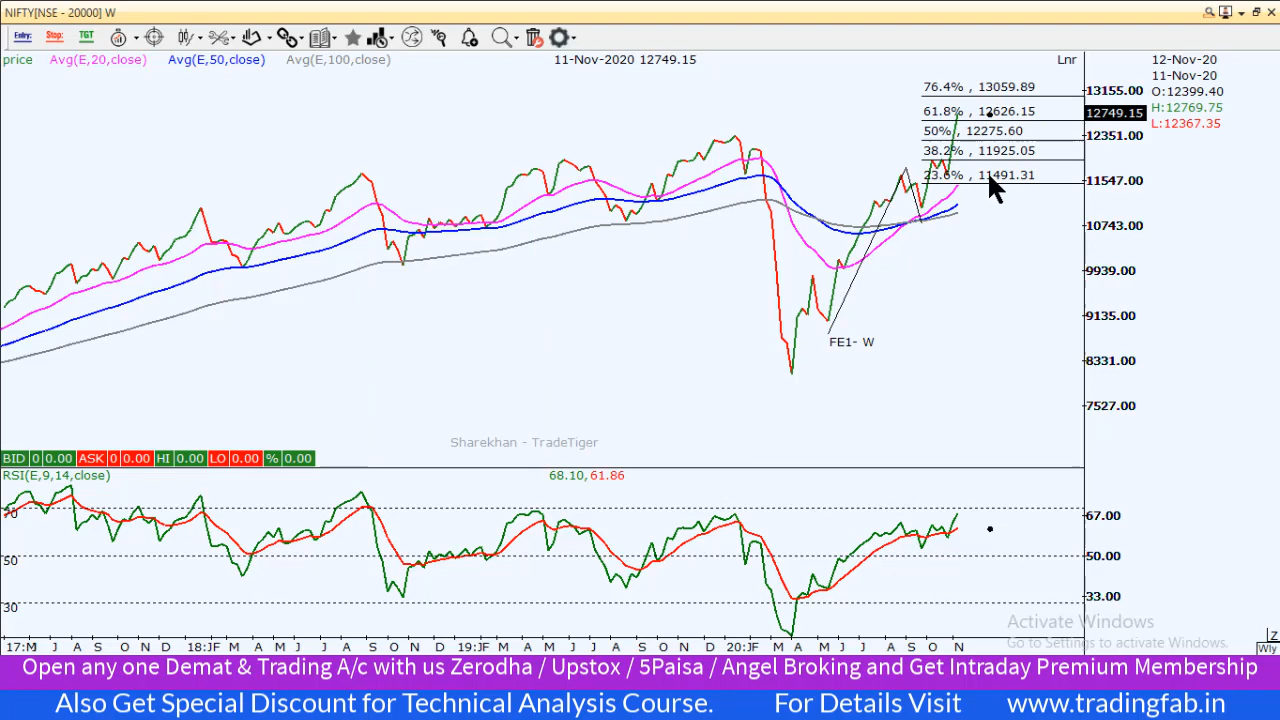 NIFTY[NSE - 20000] W
Entry: Stop: TGT
price Avg(E,20,close) Avg(E,50,close) Avg(E,100,close) 11-Nov-2020 12749.15 Lnr
12-Nov-20
11-Nov-20
O:12399.40
H:12769.75
L:12367.35
76.4% , 13059.89
61.8% , 12626.15
50% , 12275.60
38.2% , 11925.05
23.6% , 11491.31
13155.00
12749.15
12351.00
11547.00
10743.00
9939.00
9135.00
8331.00
7527.00
FE1- W
Sharekhan - TradeTiger
BID 0 0.00 ASK 0 0.00 HI 0.00 LO 0.00 % 0.00
RSI(E,9,14,close) 68.10, 61.86
70
50
30
67.00
50.00
33.00
Activate Windows
Go to Settings to activate Windows.
17:M J J A S O N D 18:JF M A M J J A S O N D 19:JF M A M J J A S O N D 20:JF M A M J J A S O N
Z
Wly
Open any one Demat & Trading A/c with us Zerodha / Upstox / 5Paisa / Angel Broking and Get Intraday Premium Membership
Also Get Special Discount for Technical Analysis Course. For Details Visit www.tradingfab.in